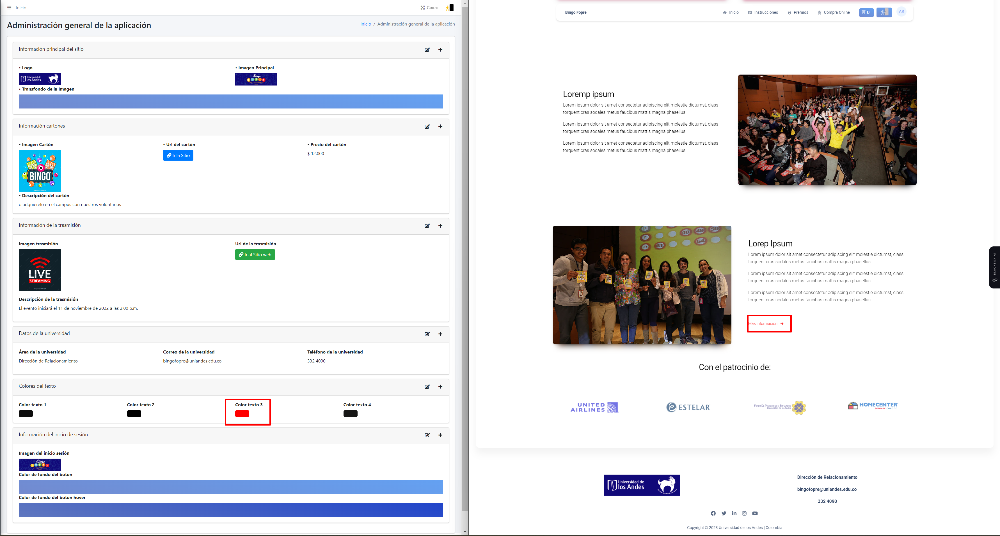 Inicio
Cerrar
Administración general de la aplicación
Inicio / Administración general de la aplicación
Información principal del sitio
• Logo
• Imagen Principal
Universidad de
los Andes
Bingo
• Transfondo de la Imagen
Información cartones
• Imagen Cartón
• Url del cartón
• Precio del cartón
Ir la Sitio
$ 12,000
12
BINGO
• Descripción del cartón
o adquierelo en el campus con nuestros voluntarios
Información de la trasmisión
Imagen trasmisión
Url de la trasmisión
Ir al Sitio web
LIVE
STREAMING
Descripción de la trasmisión
El evento iniciará el 11 de noviembre de 2022 a las 2:00 p.m.
Datos de la universidad
Área de la universidad
Correo de la universidad
Teléfono de la universidad
Dirección de Relacionamiento
bingofopre@uniandes.edu.co
332 4090
Colores del texto
Color texto 1
Color texto 2
Color texto 3
Color texto 4
Información del inicio de sesión
Imagen del inicio sesión
Bingo
Color de fondo del boton
Color de fondo del boton hover
Bingo Fopre
Inicio
Instrucciones
Premios
Compra Online
0
AB
Loremp ipsum
Lorem ipsum dolor sit amet consectetur adipiscing elit molestie dictumst, class
torquent cras sodales metus faucibus mattis magna phasellus
Lorem ipsum dolor sit amet consectetur adipiscing elit molestie dictumst, class
torquent cras sodales metus faucibus mattis magna phasellus
Lorem ipsum dolor sit amet consectetur adipiscing elit molestie dictumst, class
torquent cras sodales metus faucibus mattis magna phasellus
P
r
e
48 49 50
61
64
Lorep Ipsum
Lorem ipsum dolor sit amet consectetur adipiscing elit molestie dictumst, class
torquent cras sodales metus faucibus mattis magna phasellus
Lorem ipsum dolor sit amet consectetur adipiscing elit molestie dictumst, class
torquent cras sodales metus faucibus mattis magna phasellus
Lorem ipsum dolor sit amet consectetur adipiscing elit molestie dictumst, class
torquent cras sodales metus faucibus mattis magna phasellus
Más información.
BLACKBOX AI
Con el patrocinio de:
UNITED
AIRLINES
ESTELAR
FONDO DE PROFESORES Y EMPLEADOS
Universidad de los Andes
HOMECENTER
SODIMAC corona
Universidad de
los Andes
Dirección de Relacionamiento
bingofopre@uniandes.edu.co
332 4090
Copyright © 2023 Universidad de los Andes | Colombia